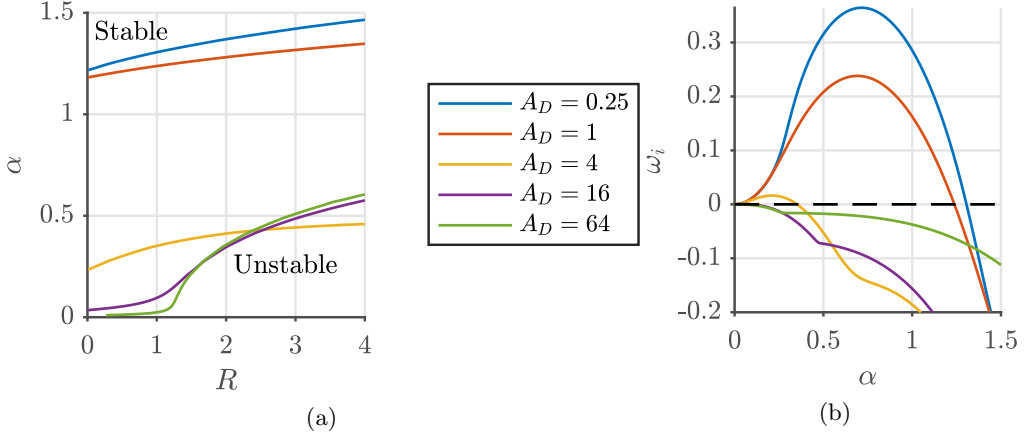 1.5
1
0.5
0
α
Stable
Unstable
0 1 2 3 4
R
(a)
A_D = 0.25
A_D = 1
A_D = 4
A_D = 16
A_D = 64
0.3
0.2
0.1
0
-0.1
-0.2
ω_i
0 0.5 1 1.5
α
(b)